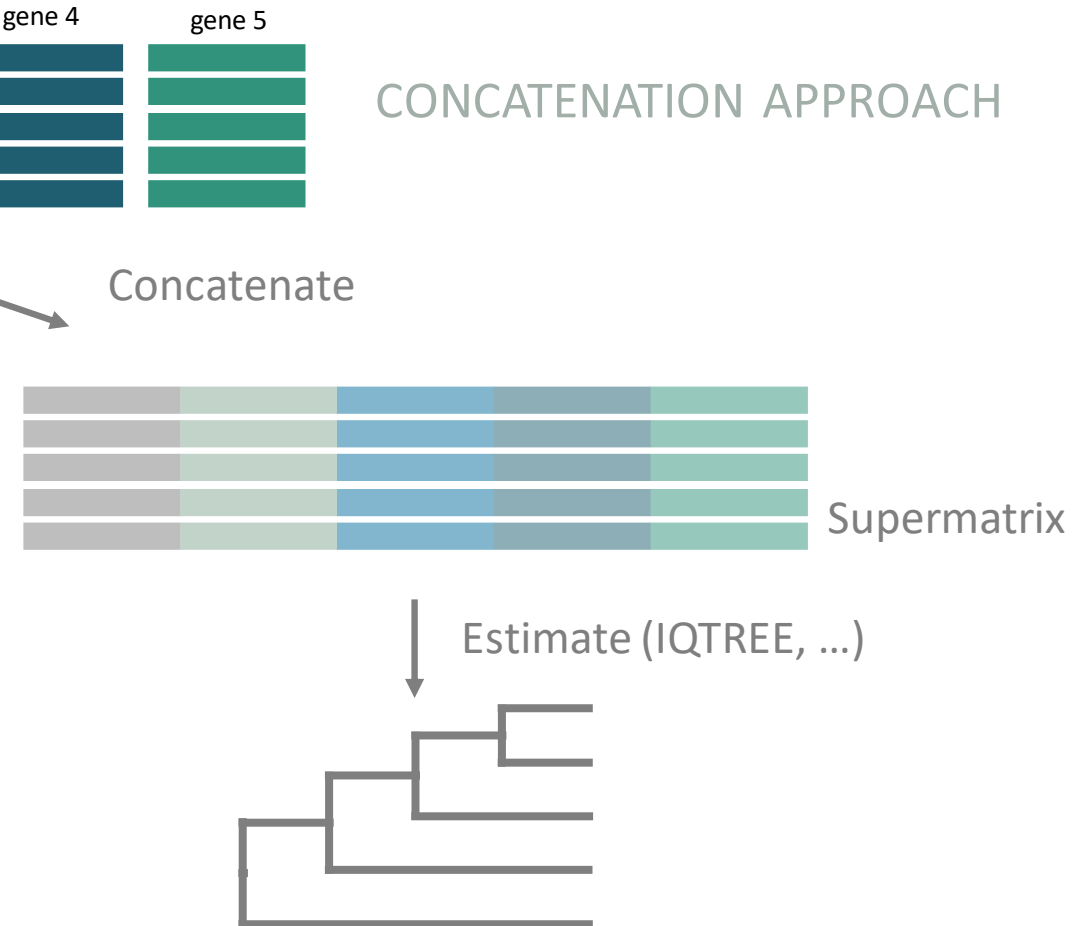 gene 4
gene 5
CONCATENATION APPROACH
Concatenate
Supermatrix
Estimate (IQTREE, ...)